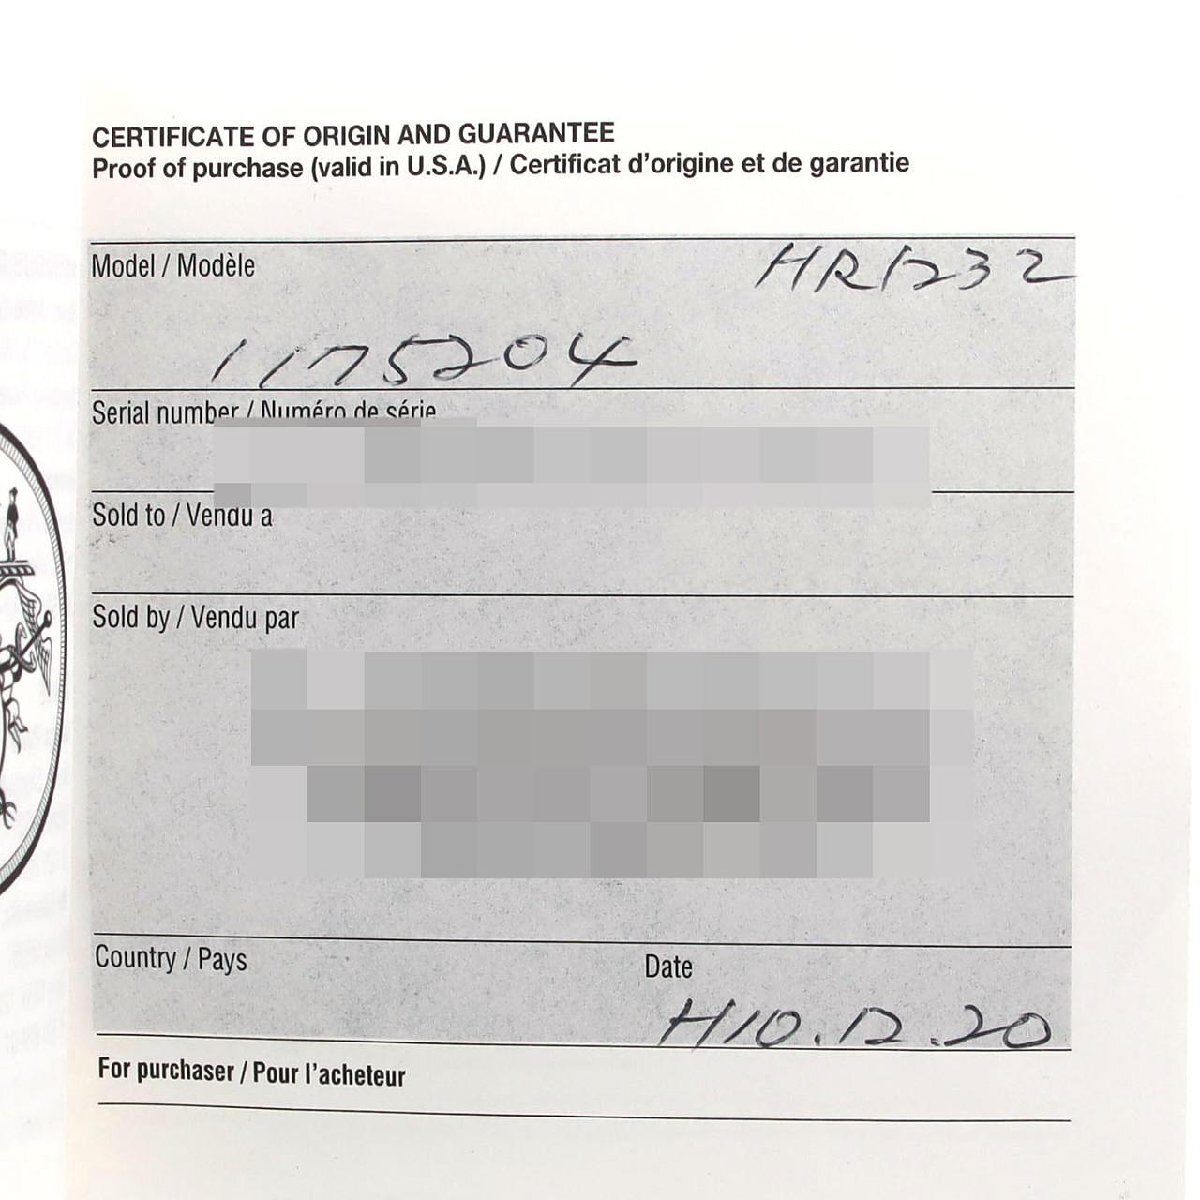 CERTIFICATE OF ORIGIN AND GUARANTEE
Proof of purchase (valid in U.S.A.) / Certificat d'origine et de garantie
Model / Modèle HR1232
1175204
Serial number / Numéro de série
Sold to / Vendu a
Sold by / Vendu par
Country / Pays Date
H10.12.20
For purchaser / Pour l'acheteur